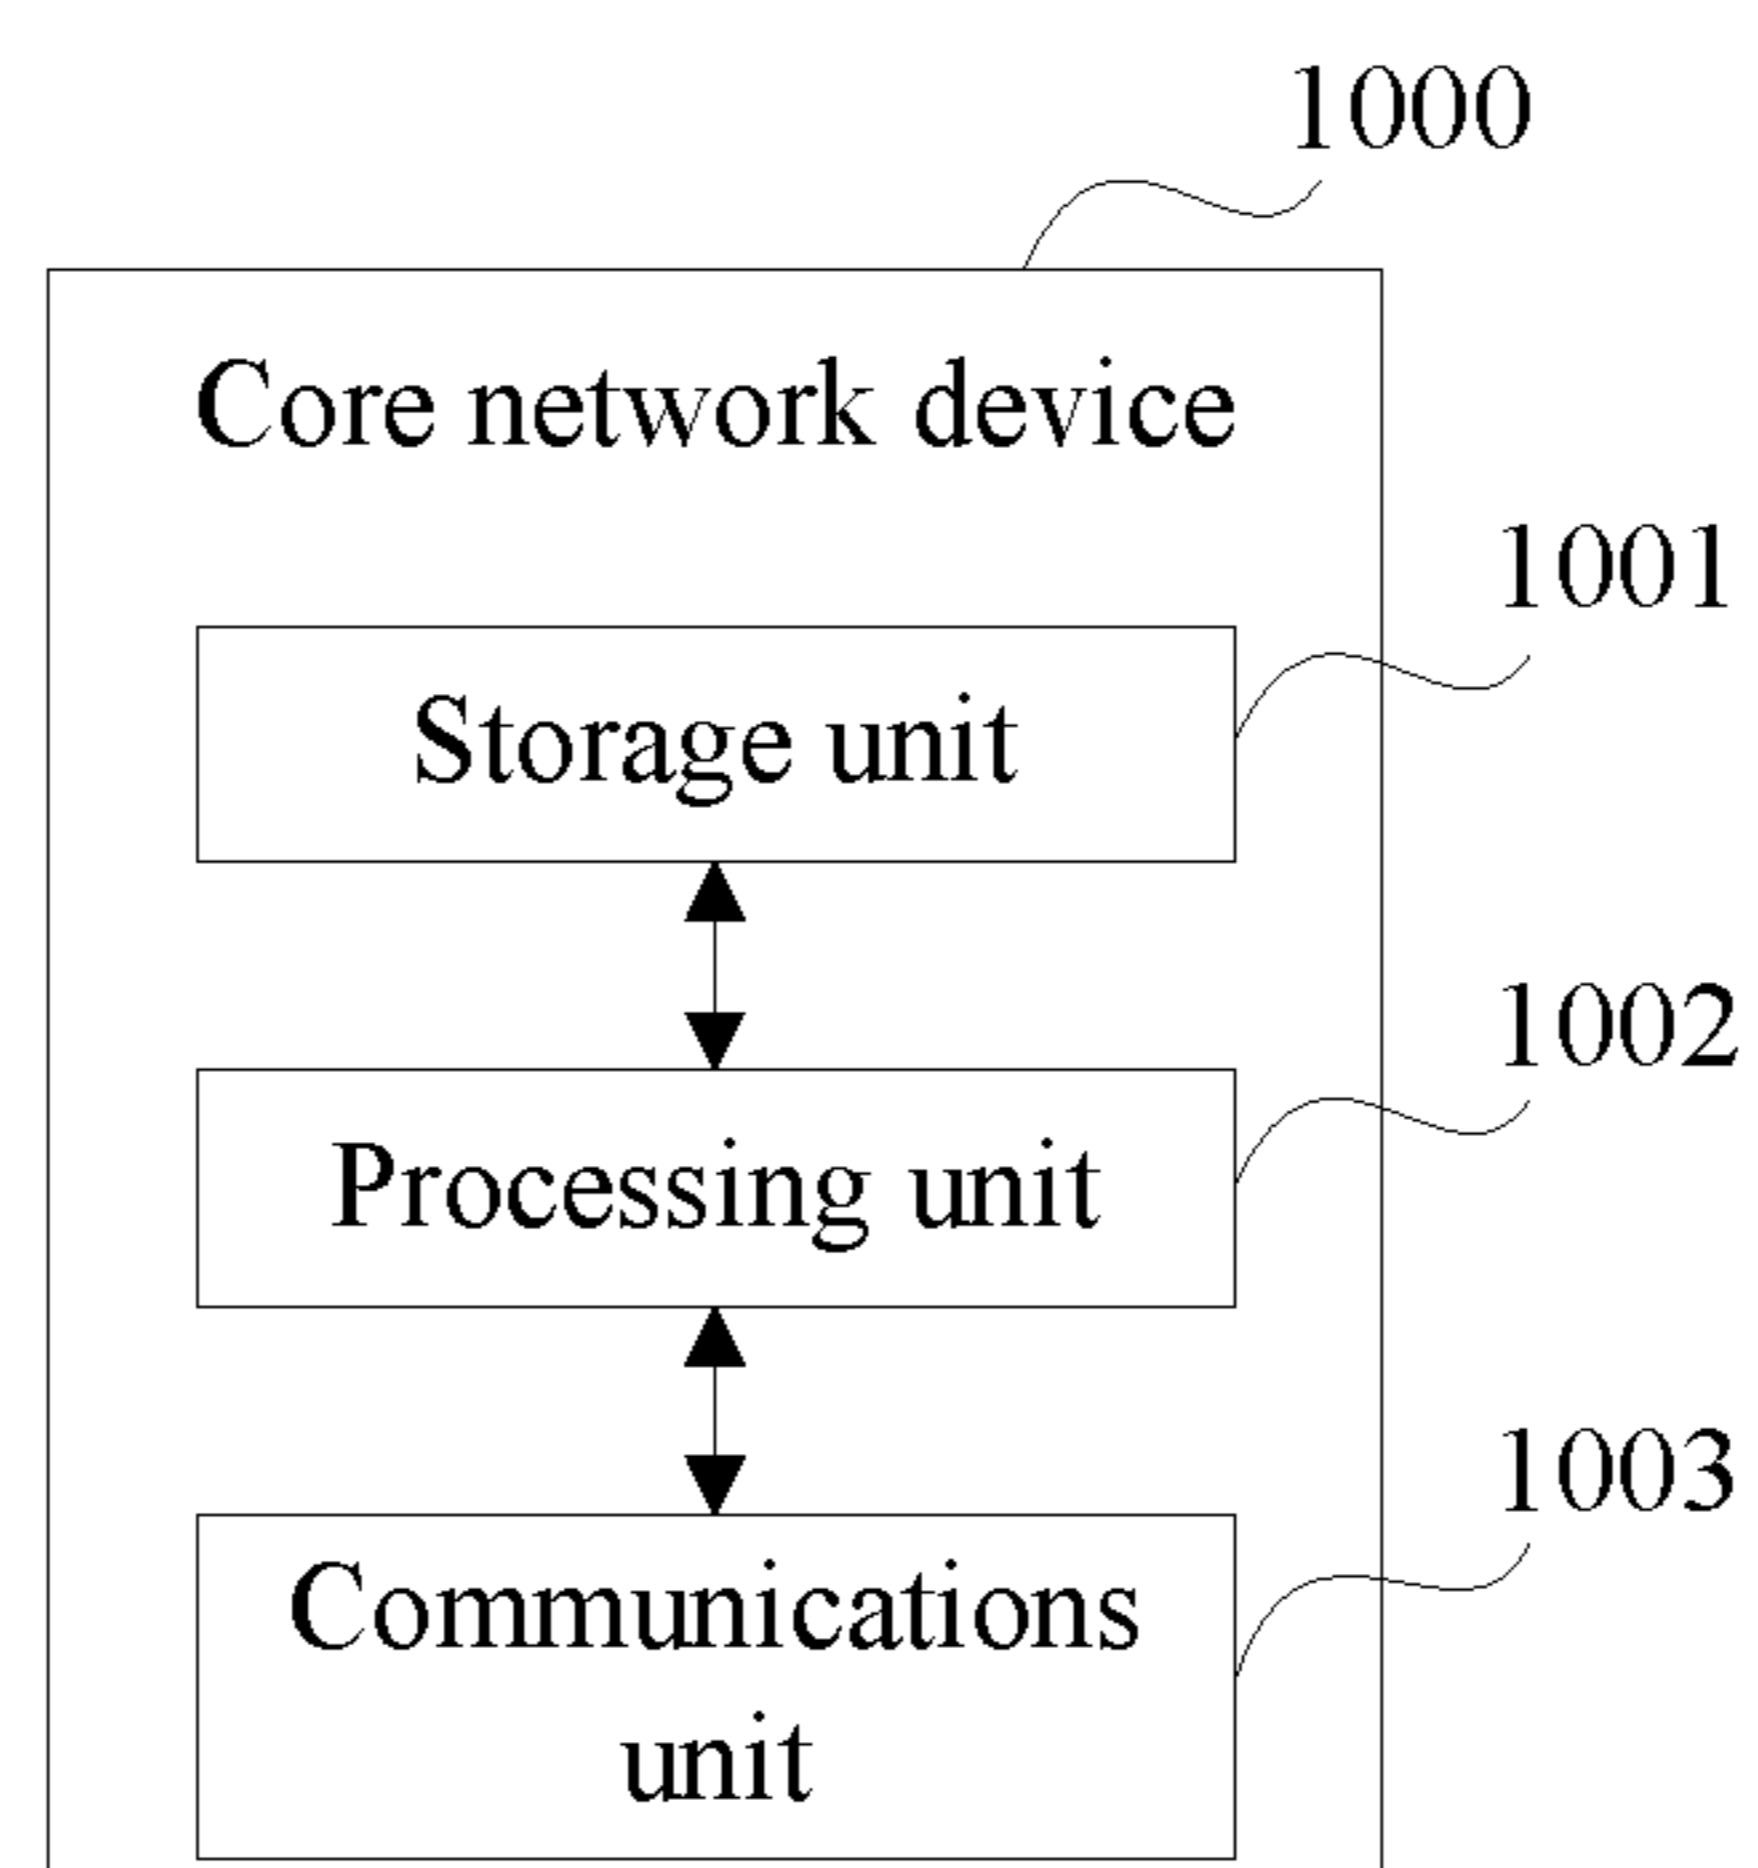 1000
Core network device
1001
Storage unit
1002
Processing unit
1003
Communications
unit